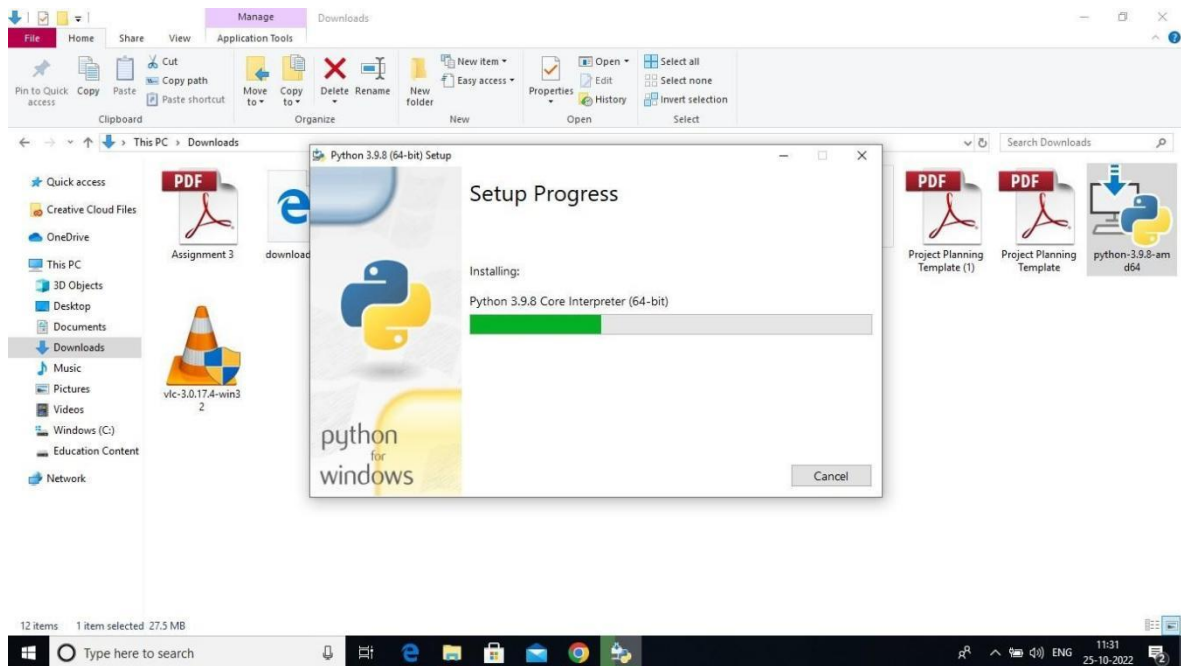 Manage
Downloads
File
Home
Share
View
Application Tools
Pin to Quick access
Copy
Paste
Cut
Copy path
Paste shortcut
Clipboard
Move to
Copy to
Delete
Rename
Organize
New folder
New item
Easy access
New
Properties
Open
Edit
History
Open
Select all
Select none
Invert selection
Select
This PC > Downloads
Search Downloads
Quick access
Creative Cloud Files
OneDrive
This PC
3D Objects
Desktop
Documents
Downloads
Music
Pictures
Videos
Windows (C:)
Education Content
Network
PDF
Assignment 3
download
vlc-3.0.17.4-win3
2
Python 3.9.8 (64-bit) Setup
Setup Progress
Installing:
Python 3.9.8 Core Interpreter (64-bit)
python
for
windows
Cancel
PDF
Project Planning
Template (1)
PDF
Project Planning
Template
python-3.9.8-am
d64
12 items
1 item selected 27.5 MB
Type here to search
ENG
11:31
25-10-2022
2